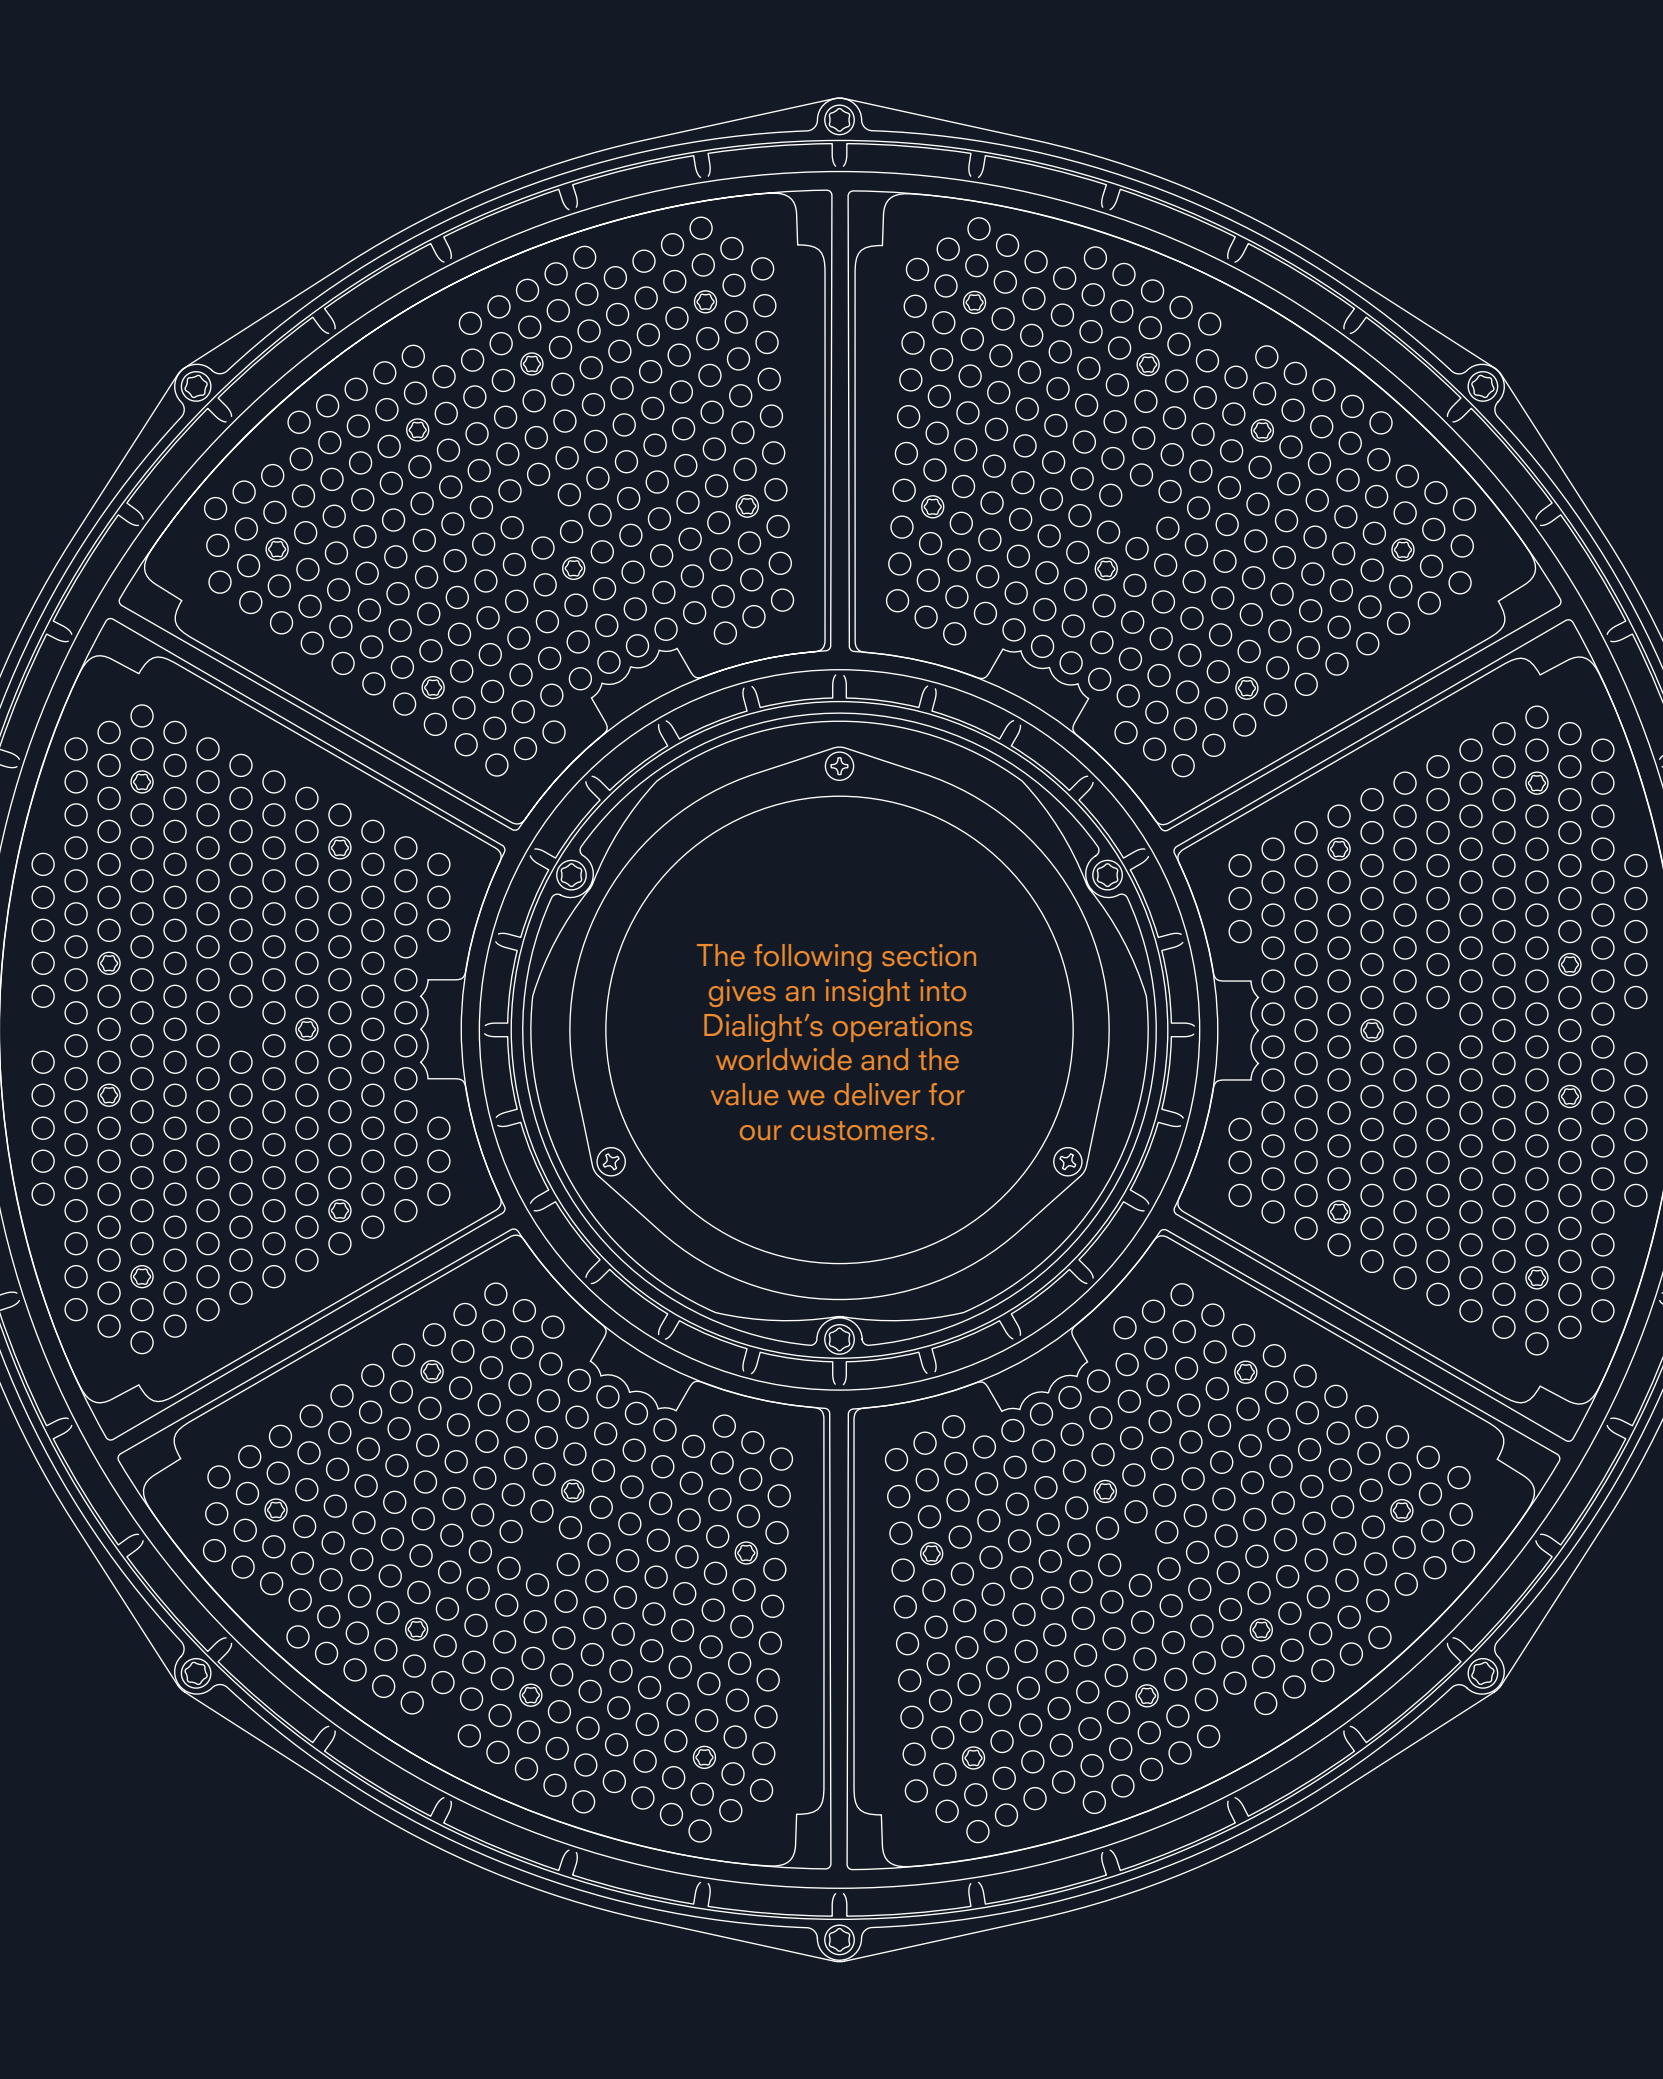 The following section
gives an insight into
Dialight’s operations
worldwide and the
value we deliver for
our customers.